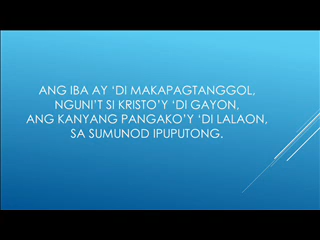 ANG IBA AY ‘DI MAKAPAGTANGGOL,
NGUNI’T SI KRISTO’Y ‘DI GAYON,
ANG KANYANG PANGAKO’Y ‘DI LALAON,
SA SUMUNOD IPUPUTONG.